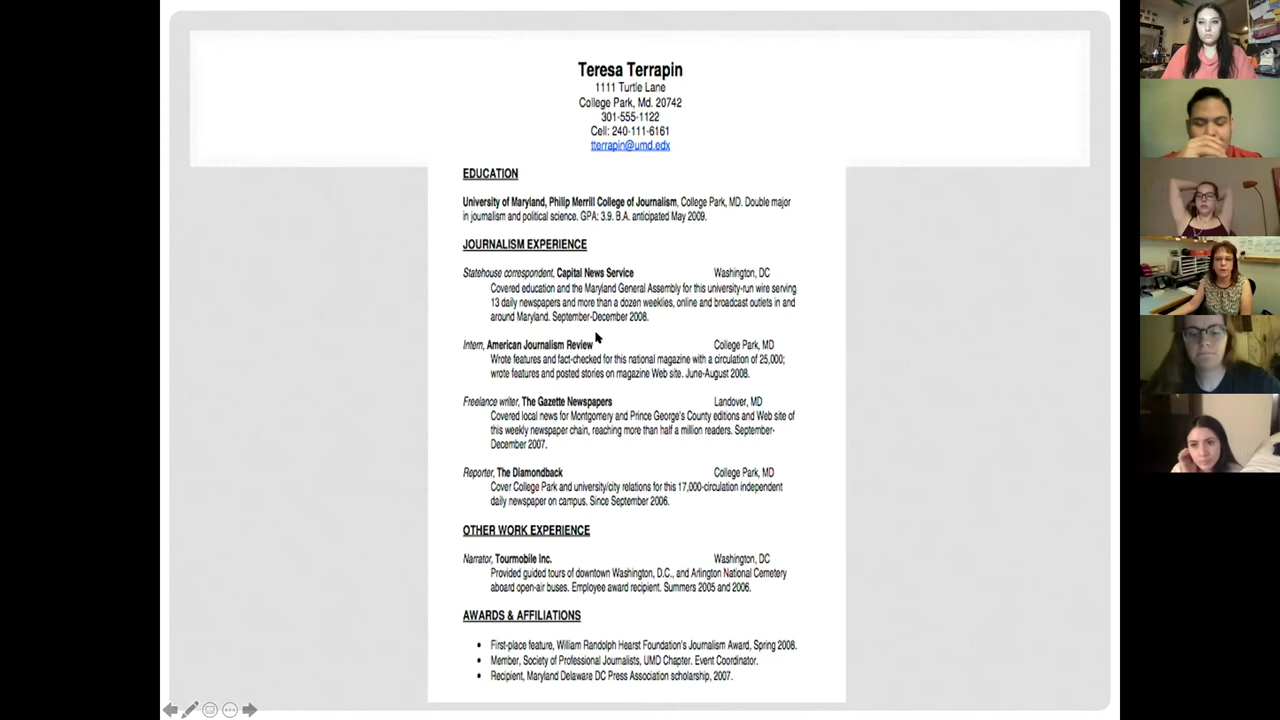 Teresa Terrapin
1111 Turtle Lane
College Park, Md. 20742
301-555-1122
Cell: 240-111-6161
tterrapin@umd.edx
EDUCATION
University of Maryland, Philip Merrill College of Journalism, College Park, MD. Double major
in journalism and political science. GPA: 3.9. B.A. anticipated May 2009.
JOURNALISM EXPERIENCE
Statehouse correspondent, Capital News Service Washington, DC
Covered education and the Maryland General Assembly for this university-run wire serving
13 daily newspapers and more than a dozen weeklies, online and broadcast outlets in and
around Maryland. September-December 2008.
Intern, American Journalism Review College Park, MD
Wrote features and fact-checked for this national magazine with a circulation of 25,000;
wrote features and posted stories on magazine Web site. June-August 2008.
Freelance writer, The Gazette Newspapers Landover, MD
Covered local news for Montgomery and Prince George's County editions and Web site of
this weekly newspaper chain, reaching more than half a million readers. September-
December 2007.
Reporter, The Diamondback College Park, MD
Cover College Park and university/city relations for this 17,000-circulation independent
daily newspaper on campus. Since September 2006.
OTHER WORK EXPERIENCE
Narrator, Tourmobile Inc. Washington, DC
Provided guided tours of downtown Washington, D.C., and Arlington National Cemetery
aboard open-air buses. Employee award recipient. Summers 2005 and 2006.
AWARDS & AFFILIATIONS
• First-place feature, William Randolph Hearst Foundation's Journalism Award, Spring 2008.
• Member, Society of Professional Journalists, UMD Chapter. Event Coordinator.
• Recipient, Maryland Delaware DC Press Association scholarship, 2007.